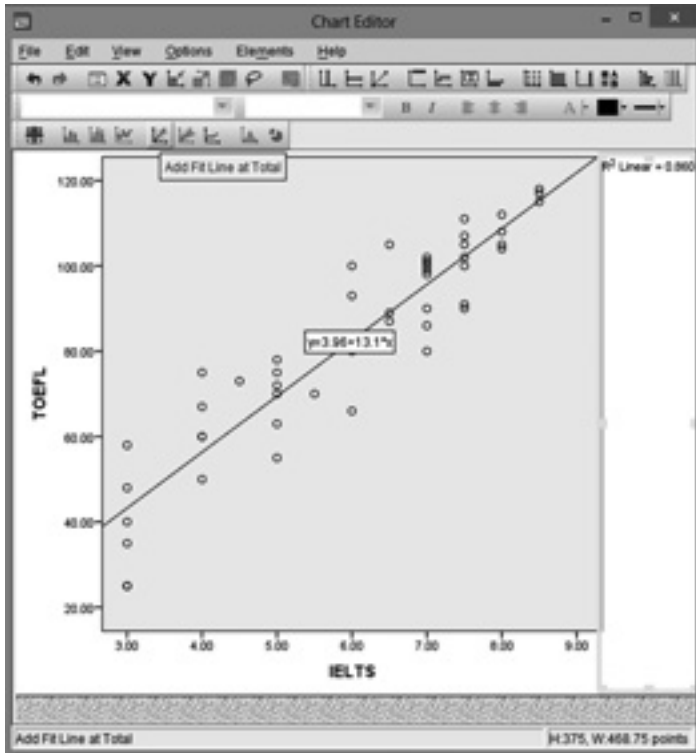 Chart Editor
File Edit View Options Elements Help
X Y
B I A
Add Fit Line at Total
R² Linear = 0.860
120.00
100.00
80.00
60.00
40.00
20.00
TOEFL
y=3.96+13.1*x
3.00 4.00 5.00 6.00 7.00 8.00 9.00
IELTS
Add Fit Line at Total H:375, W:468.75 points